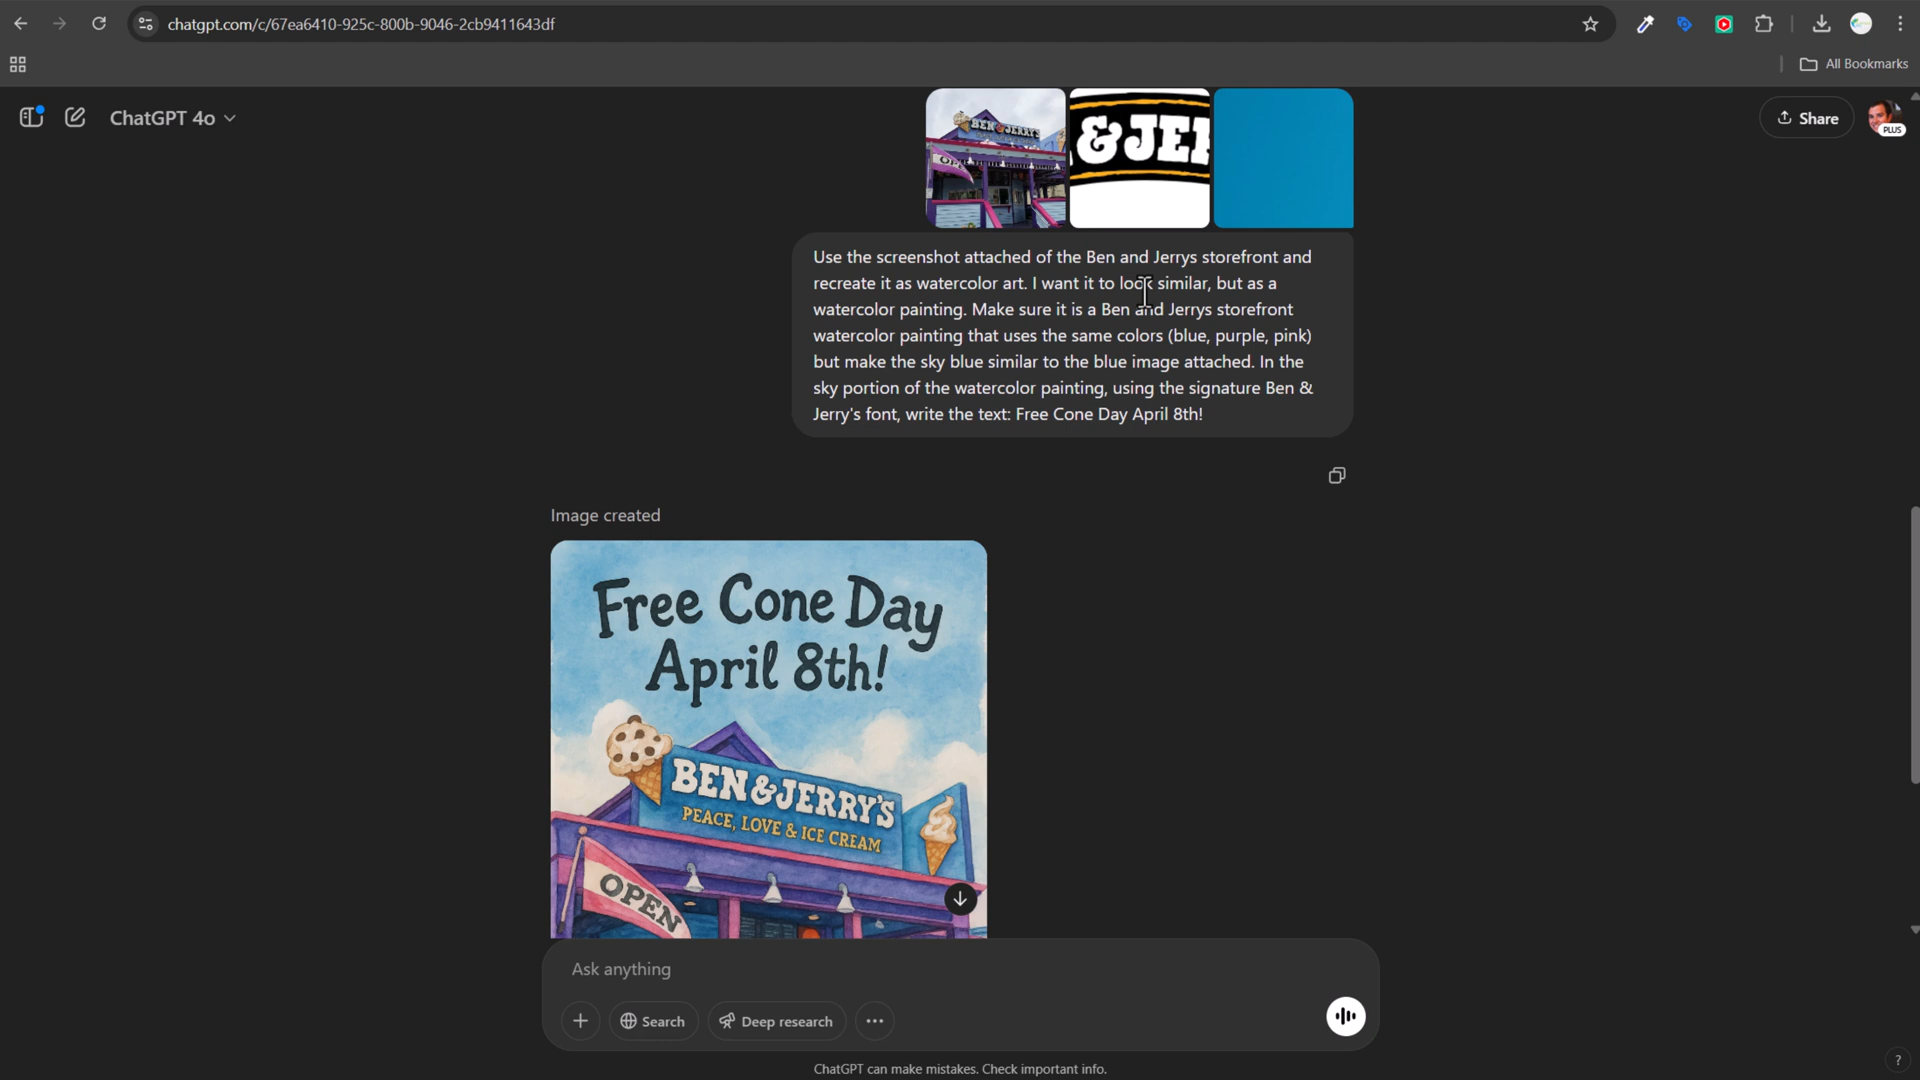 chatgpt.com/c/67ea6410-925c-800b-9046-2cb9411643df
All Bookmarks
ChatGPT 4o
Share
PLUS
BEN & JERRY'S
& JER
Use the screenshot attached of the Ben and Jerrys storefront and
recreate it as watercolor art. I want it to look similar, but as a
watercolor painting. Make sure it is a Ben and Jerrys storefront
watercolor painting that uses the same colors (blue, purple, pink)
but make the sky blue similar to the blue image attached. In the
sky portion of the watercolor painting, using the signature Ben &
Jerry's font, write the text: Free Cone Day April 8th!
Image created
Free Cone Day
April 8th!
BEN & JERRY'S
PEACE, LOVE & ICE CREAM
OPEN
Ask anything
Search
Deep research
ChatGPT can make mistakes. Check important info.
?